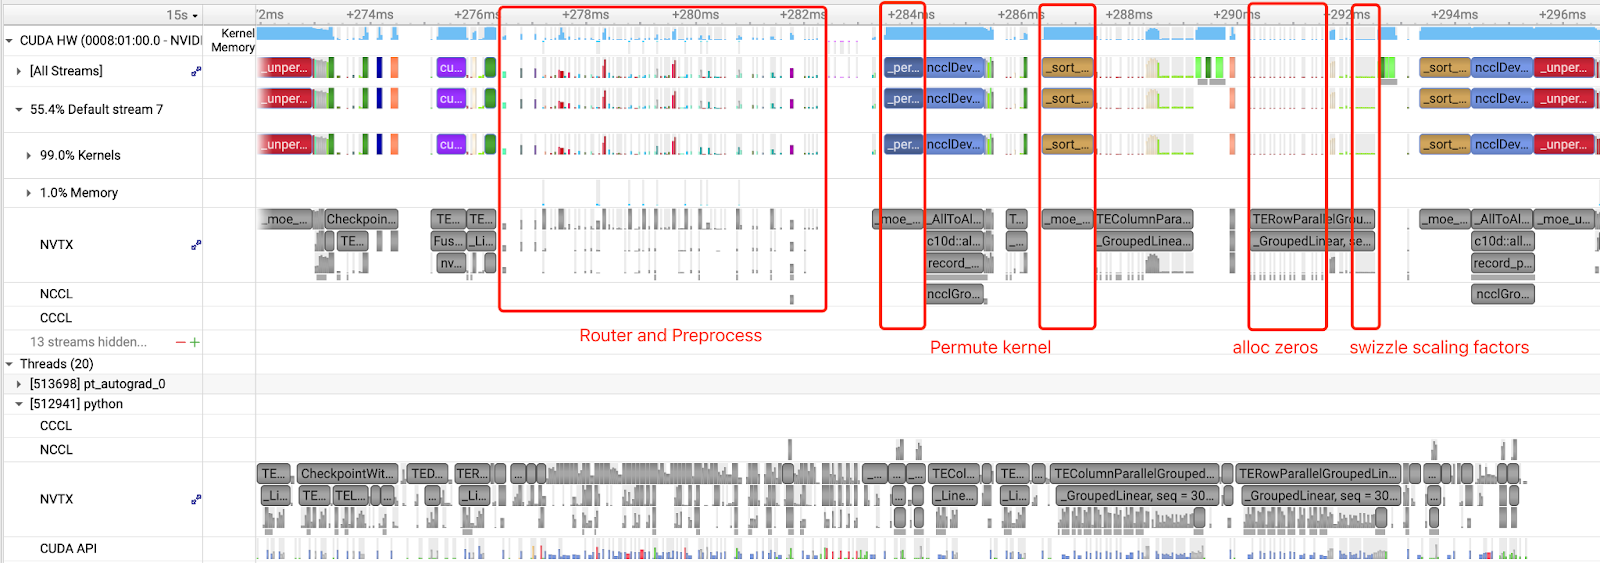 15s
'2ms +274ms +276ms +278ms +280ms +282ms +284ms +286ms +288ms +290ms +292ms +294ms +296ms
CUDA HW (0008:01:00.0 - NVIDI
Kernel
Memory
[All Streams]
_unper... cu... _per... ncclDev... _sort_... _sort_... ncclDev... _unper...
55.4% Default stream 7
_unper... cu... _per... ncclDev... _sort_... _sort_... ncclDev... _unper...
99.0% Kernels
_unper... cu... _per... ncclDev... _sort_... _sort_... ncclDev... _unper...
1.0% Memory
NVTX
_moe_... Checkpoin... TE... TE... _moe_... _AllToAl... T... _moe_... TEColumnPara... TERowParallelGrou... _moe_... _AllToAl... _moe_u...
TE... Fus... _Li... c10d::al... _... _GroupedLinea... _GroupedLinear, se... c10d::all...
nv... record_... record_p...
NCCL
ncclGro... ncclGro...
CCCL
13 streams hidden... − +
Router and Preprocess
Permute kernel
alloc zeros
swizzle scaling factors
Threads (20)
[513698] pt_autograd_0
[512941] python
CCCL
NCCL
NVTX
TE... CheckpointWit... TED... TER... ... ... ... ... TECol... TE... ... TEColumnParallelGrouped... TERowParallelGroupedLin... ...
_Li... TE... TEL... ... ... _Li... ... _Line... _Li... _GroupedLinear, seq = 30... _GroupedLinear, seq = 30... ...
CUDA API